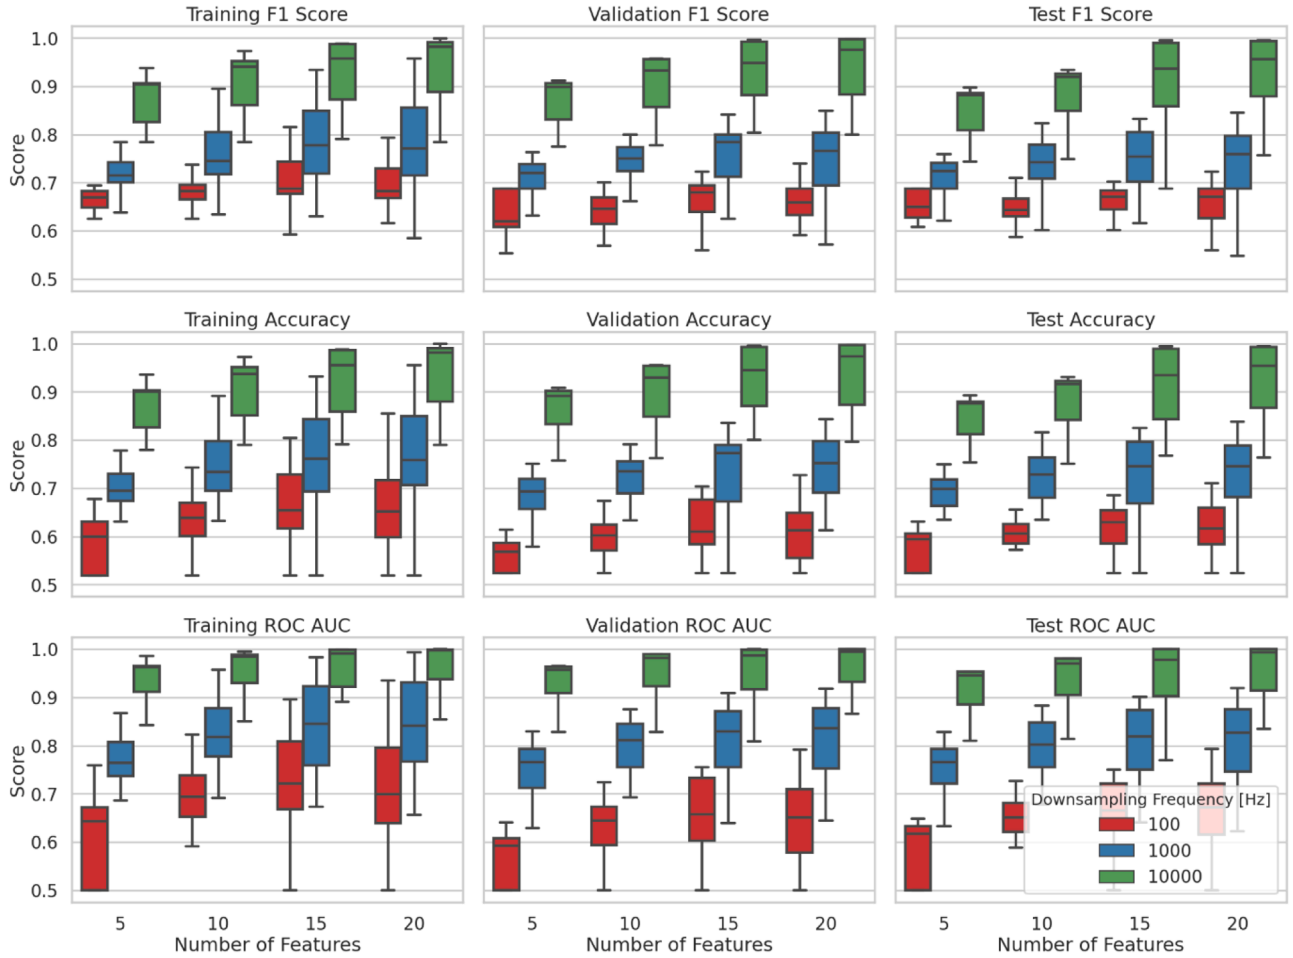 Training F1 Score Validation F1 Score Test F1 Score
1.0
0.9
0.8
0.7
0.6
0.5
Score
Training Accuracy Validation Accuracy Test Accuracy
1.0
0.9
0.8
0.7
0.6
0.5
Score
Training ROC AUC Validation ROC AUC Test ROC AUC
1.0
0.9
0.8
0.7
0.6
0.5
Score
Downsampling Frequency [Hz]
100
1000
10000
5 10 15 20 5 10 15 20 5 10 15 20
Number of Features Number of Features Number of Features